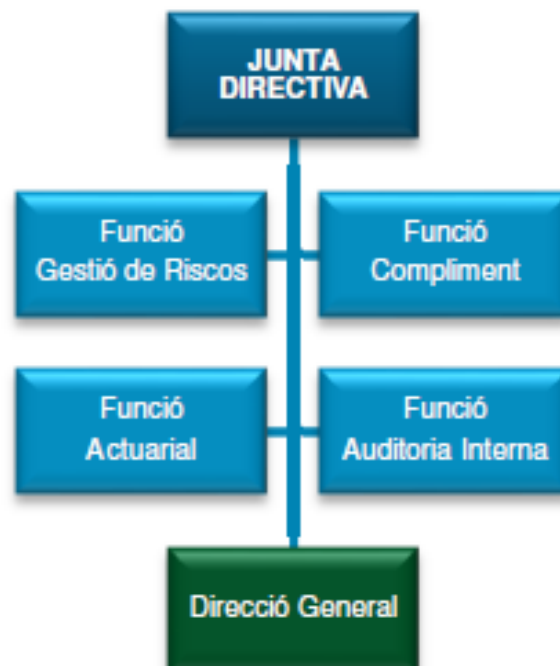 JUNTA
DIRECTIVA
Funció
Gestió de Riscos
Funció
Compliment
Funció
Actuarial
Funció
Auditoria Interna
Direcció General